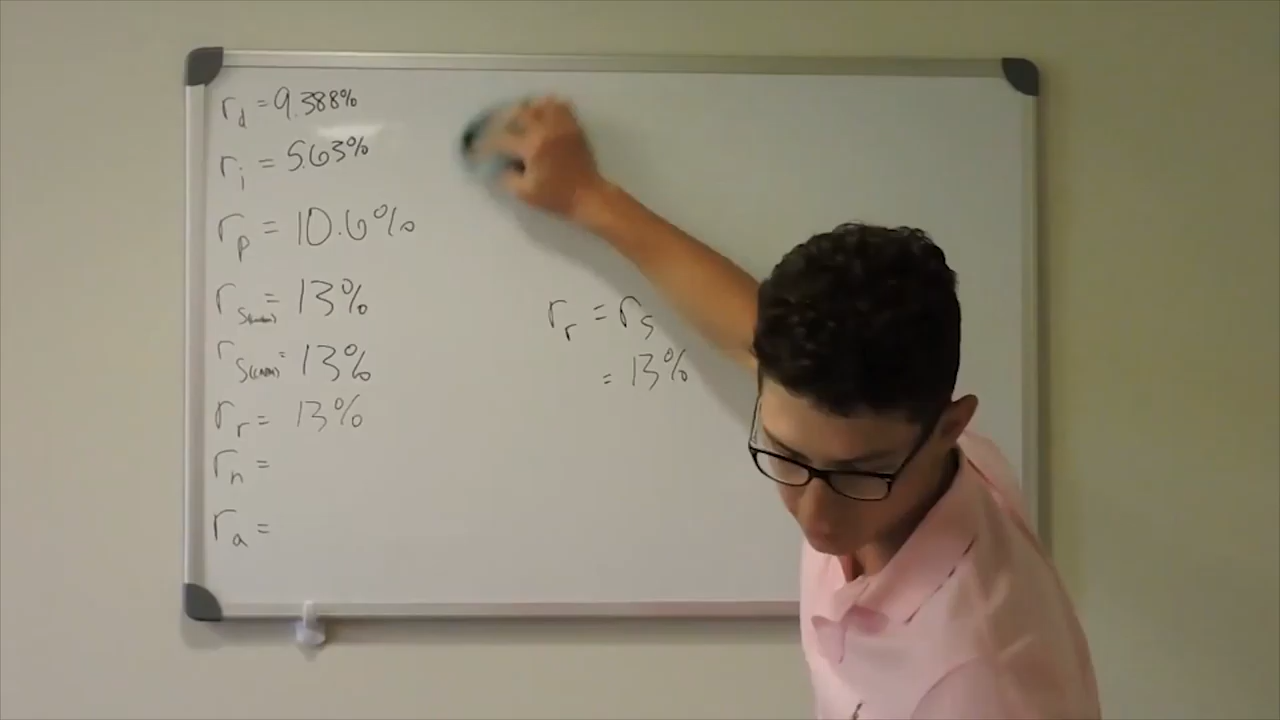 r_d = 9.388%
r_i = 5.63%
r_p = 10.6%
r_s = 13%
r_s = 13%
r_r = 13%
r_n =
r_a =
r_r = r_s
= 13%